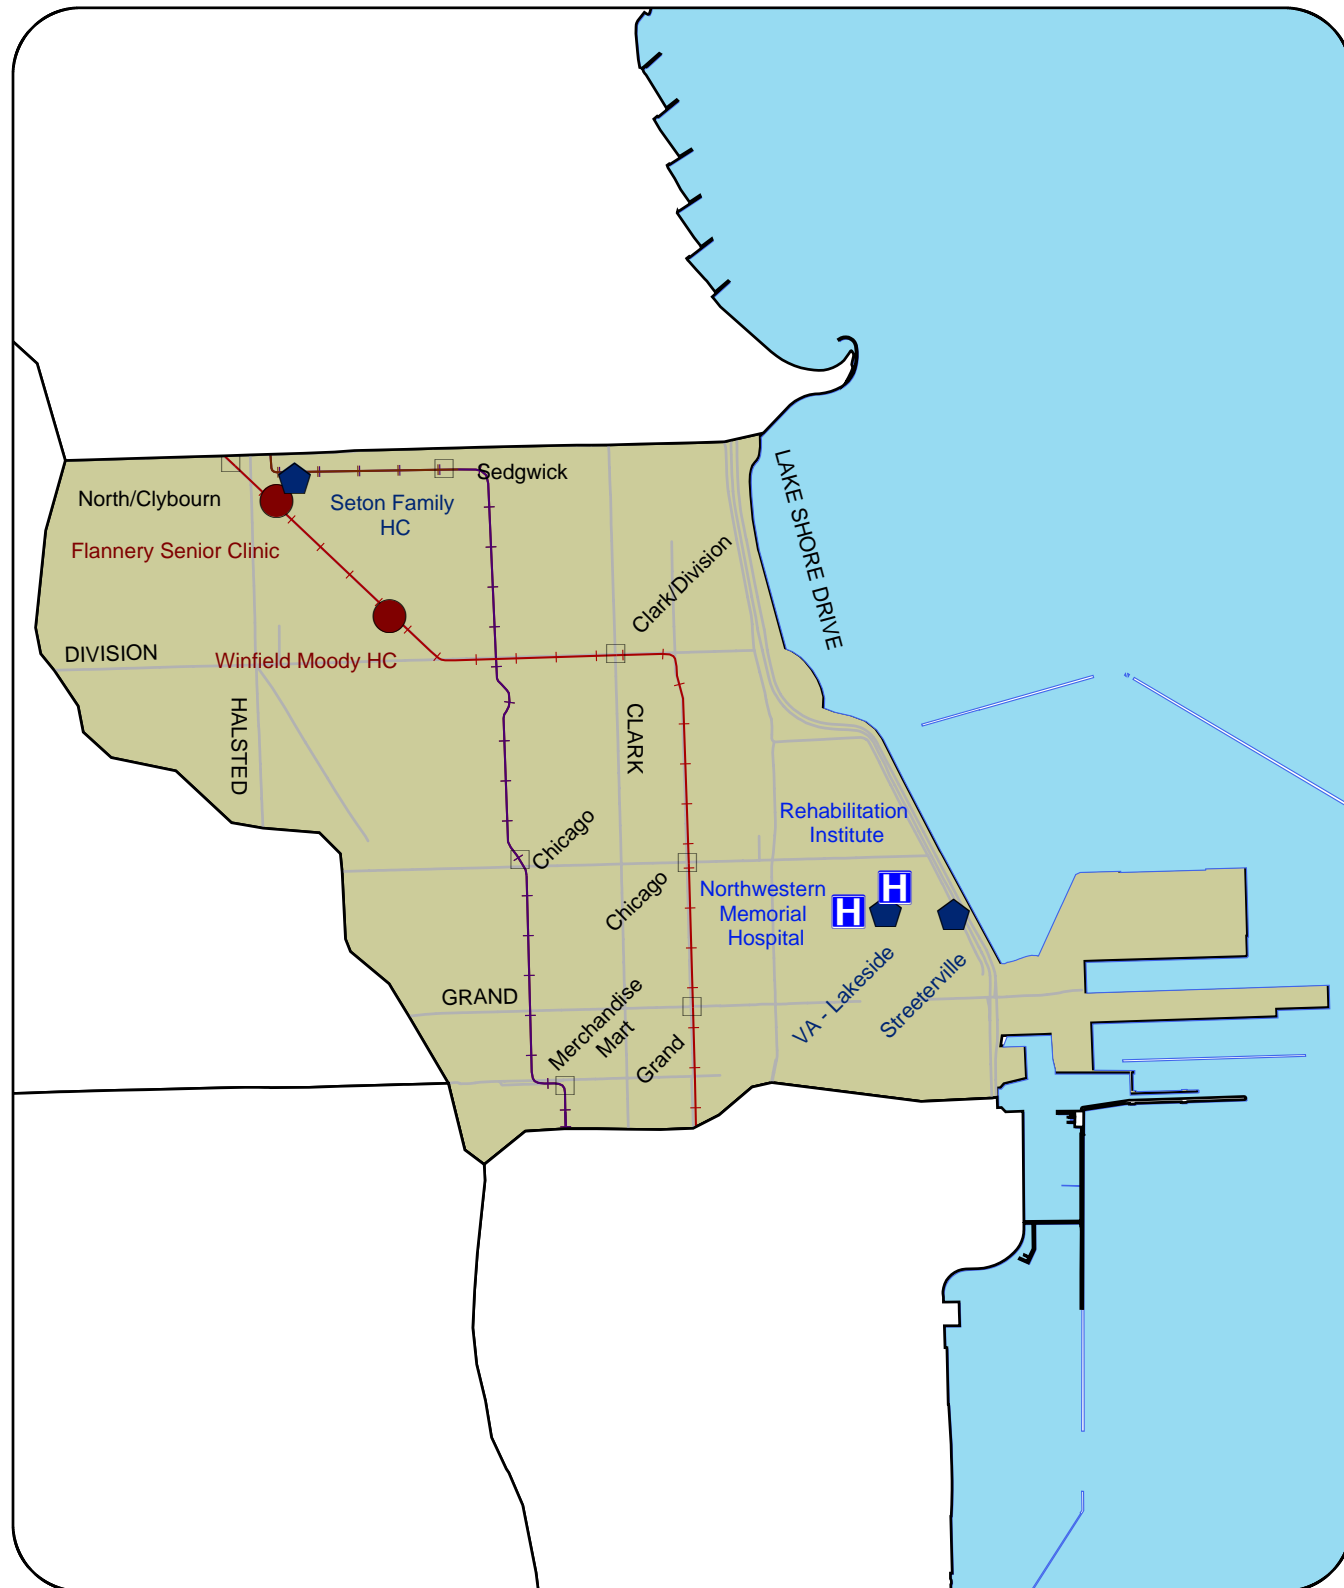 Sedgwick
North/Clybourn
Seton Family
HC
Flannery Senior Clinic
LAKE SHORE DRIVE
Clark/Division
DIVISION
Winfield Moody HC
HALSTED
CLARK
Rehabilitation
Institute
Chicago
Chicago
Northwestern
Memorial
Hospital
H
H
VA - Lakeside
Streeterville
GRAND
Merchandise
Mart
Grand